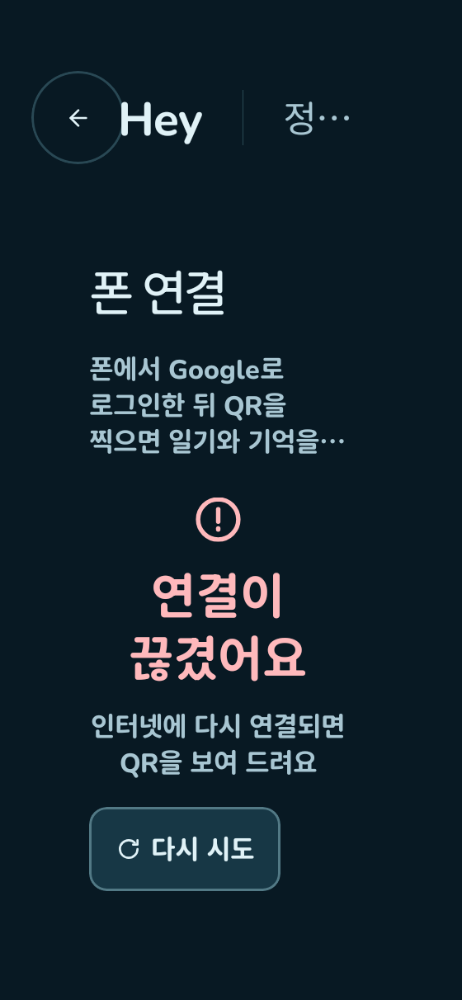 Hey
정…
폰 연결
폰에서 Google로
로그인한 뒤 QR을
찍으면 일기와 기억을…
연결이
끊겼어요
인터넷에 다시 연결되면
QR을 보여 드려요
다시 시도